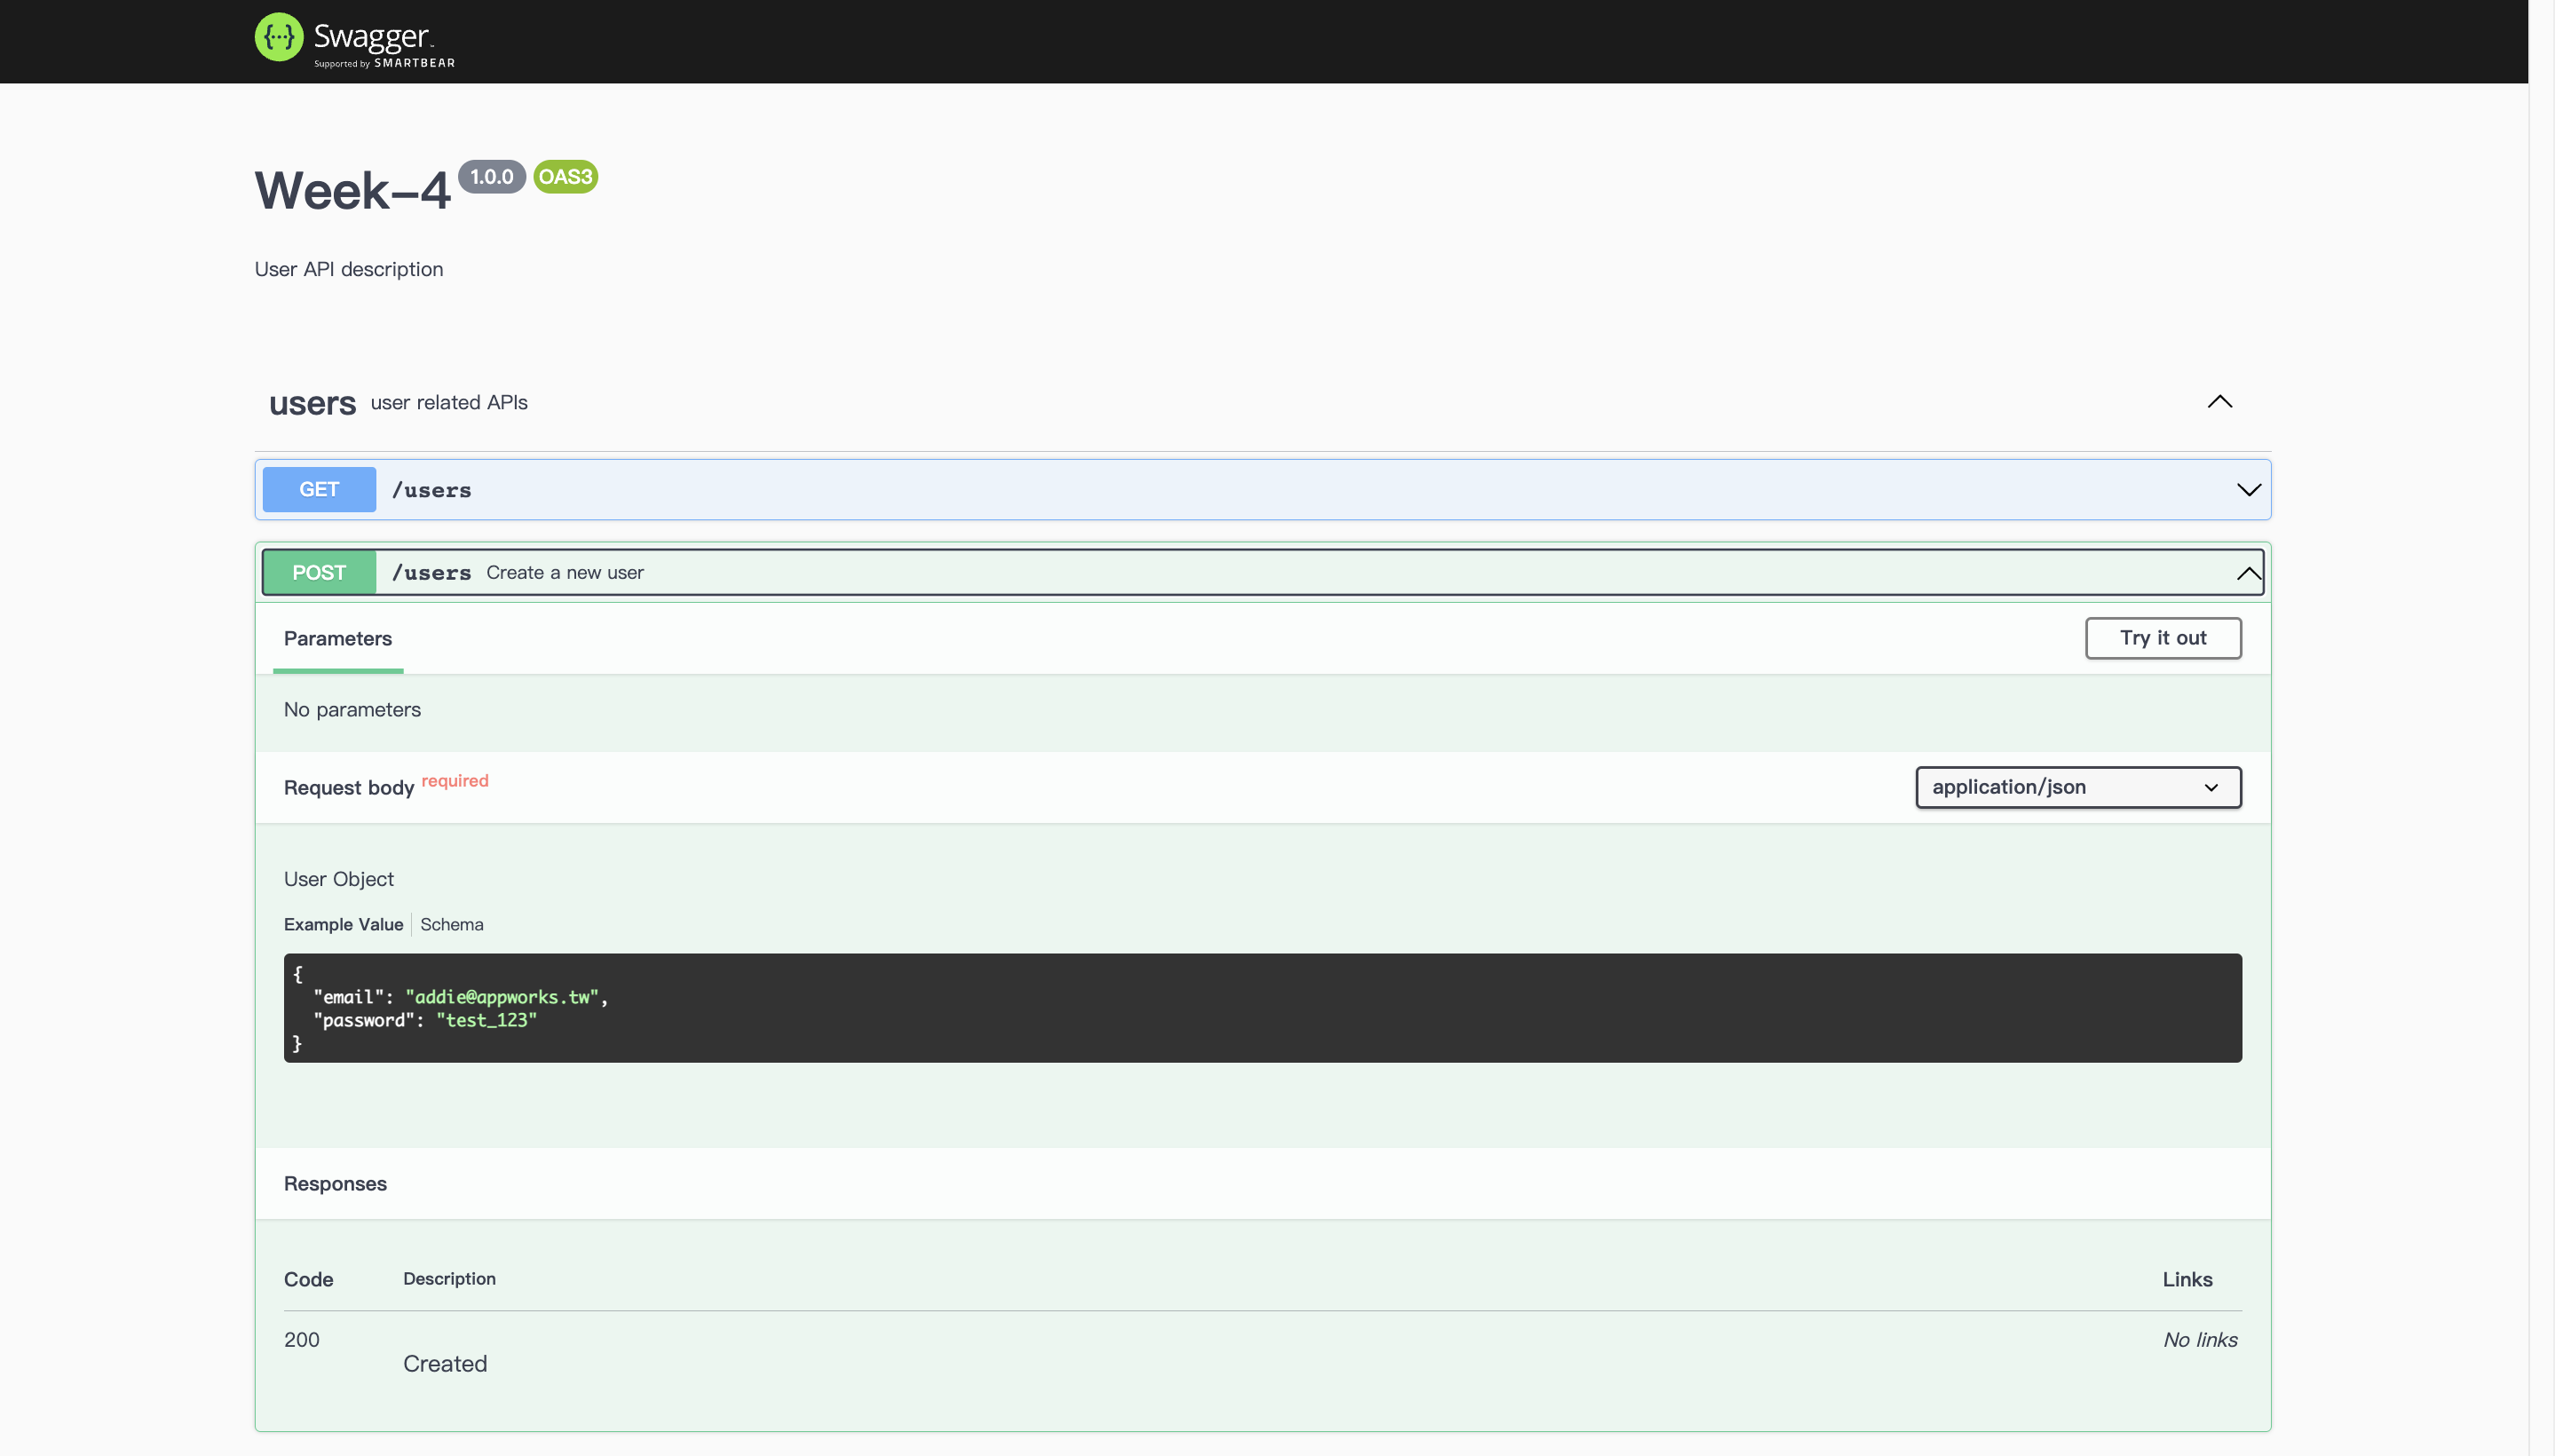 {···} Swagger™
Supported by SMARTBEAR
Week-4 1.0.0 OAS3
User API description
users user related APIs
GET /users
POST /users Create a new user
Parameters Try it out
No parameters
Request body required application/json
User Object
Example Value Schema
{
"email": "addie@appworks.tw",
"password": "test_123"
}
Responses
Code Description Links
200 No links
Created